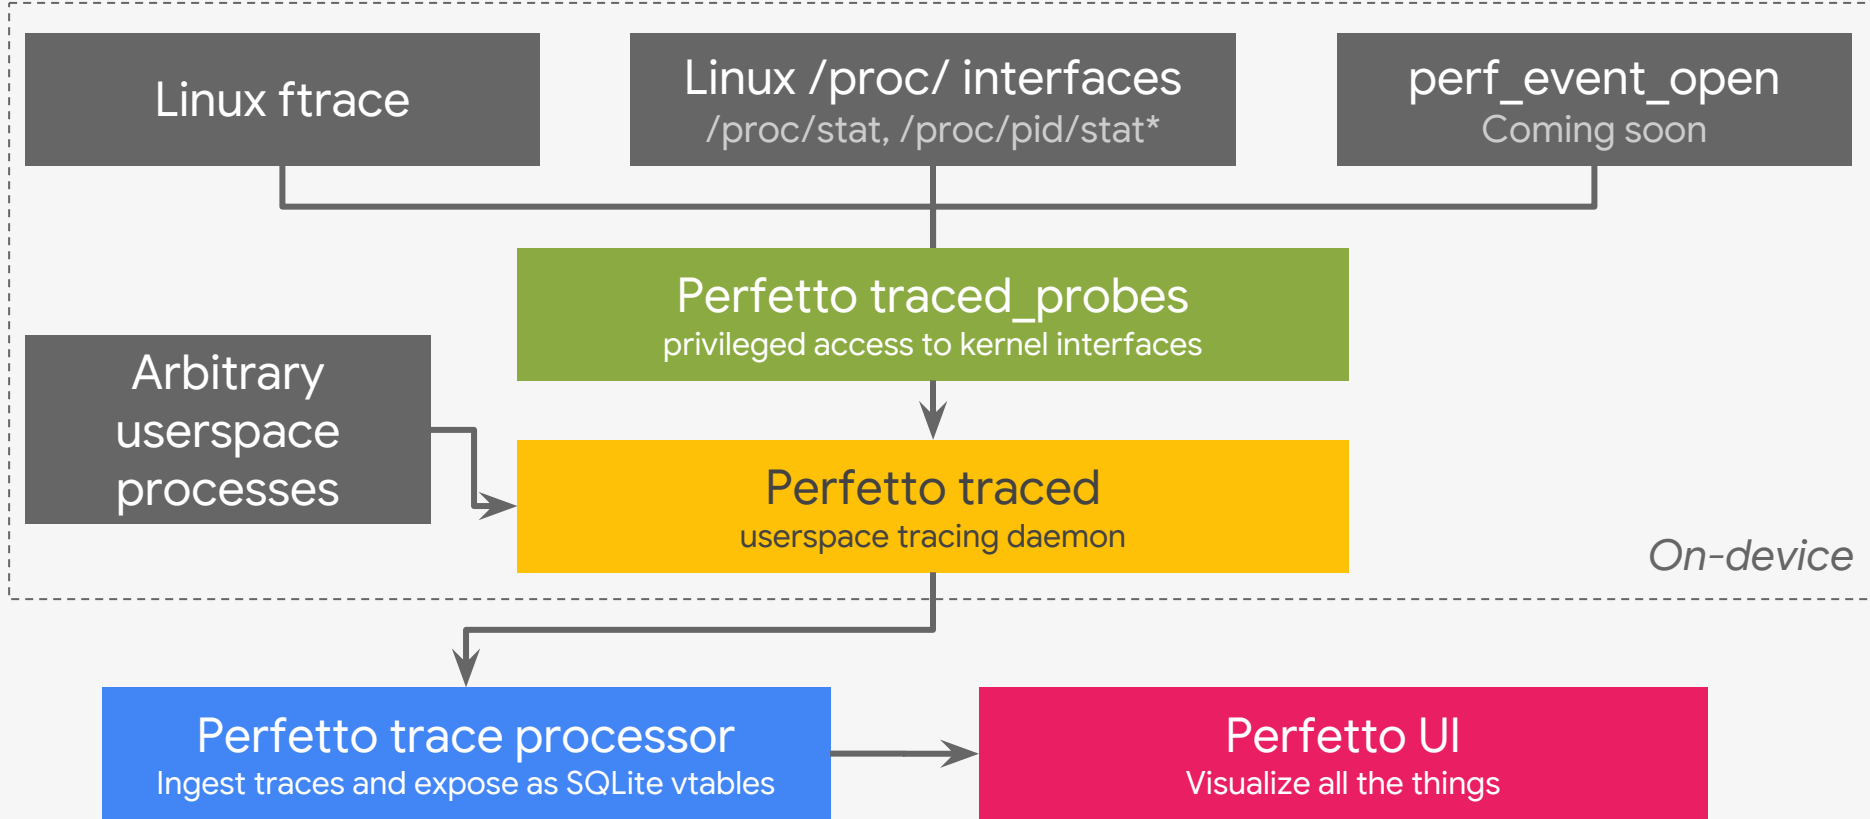 Linux ftrace
Linux /proc/ interfaces
/proc/stat, /proc/pid/stat*
perf_event_open
Coming soon
Perfetto traced_probes
privileged access to kernel interfaces
Arbitrary
userspace
processes
Perfetto traced
userspace tracing daemon
On-device
Perfetto trace processor
Ingest traces and expose as SQLite vtables
Perfetto UI
Visualize all the things